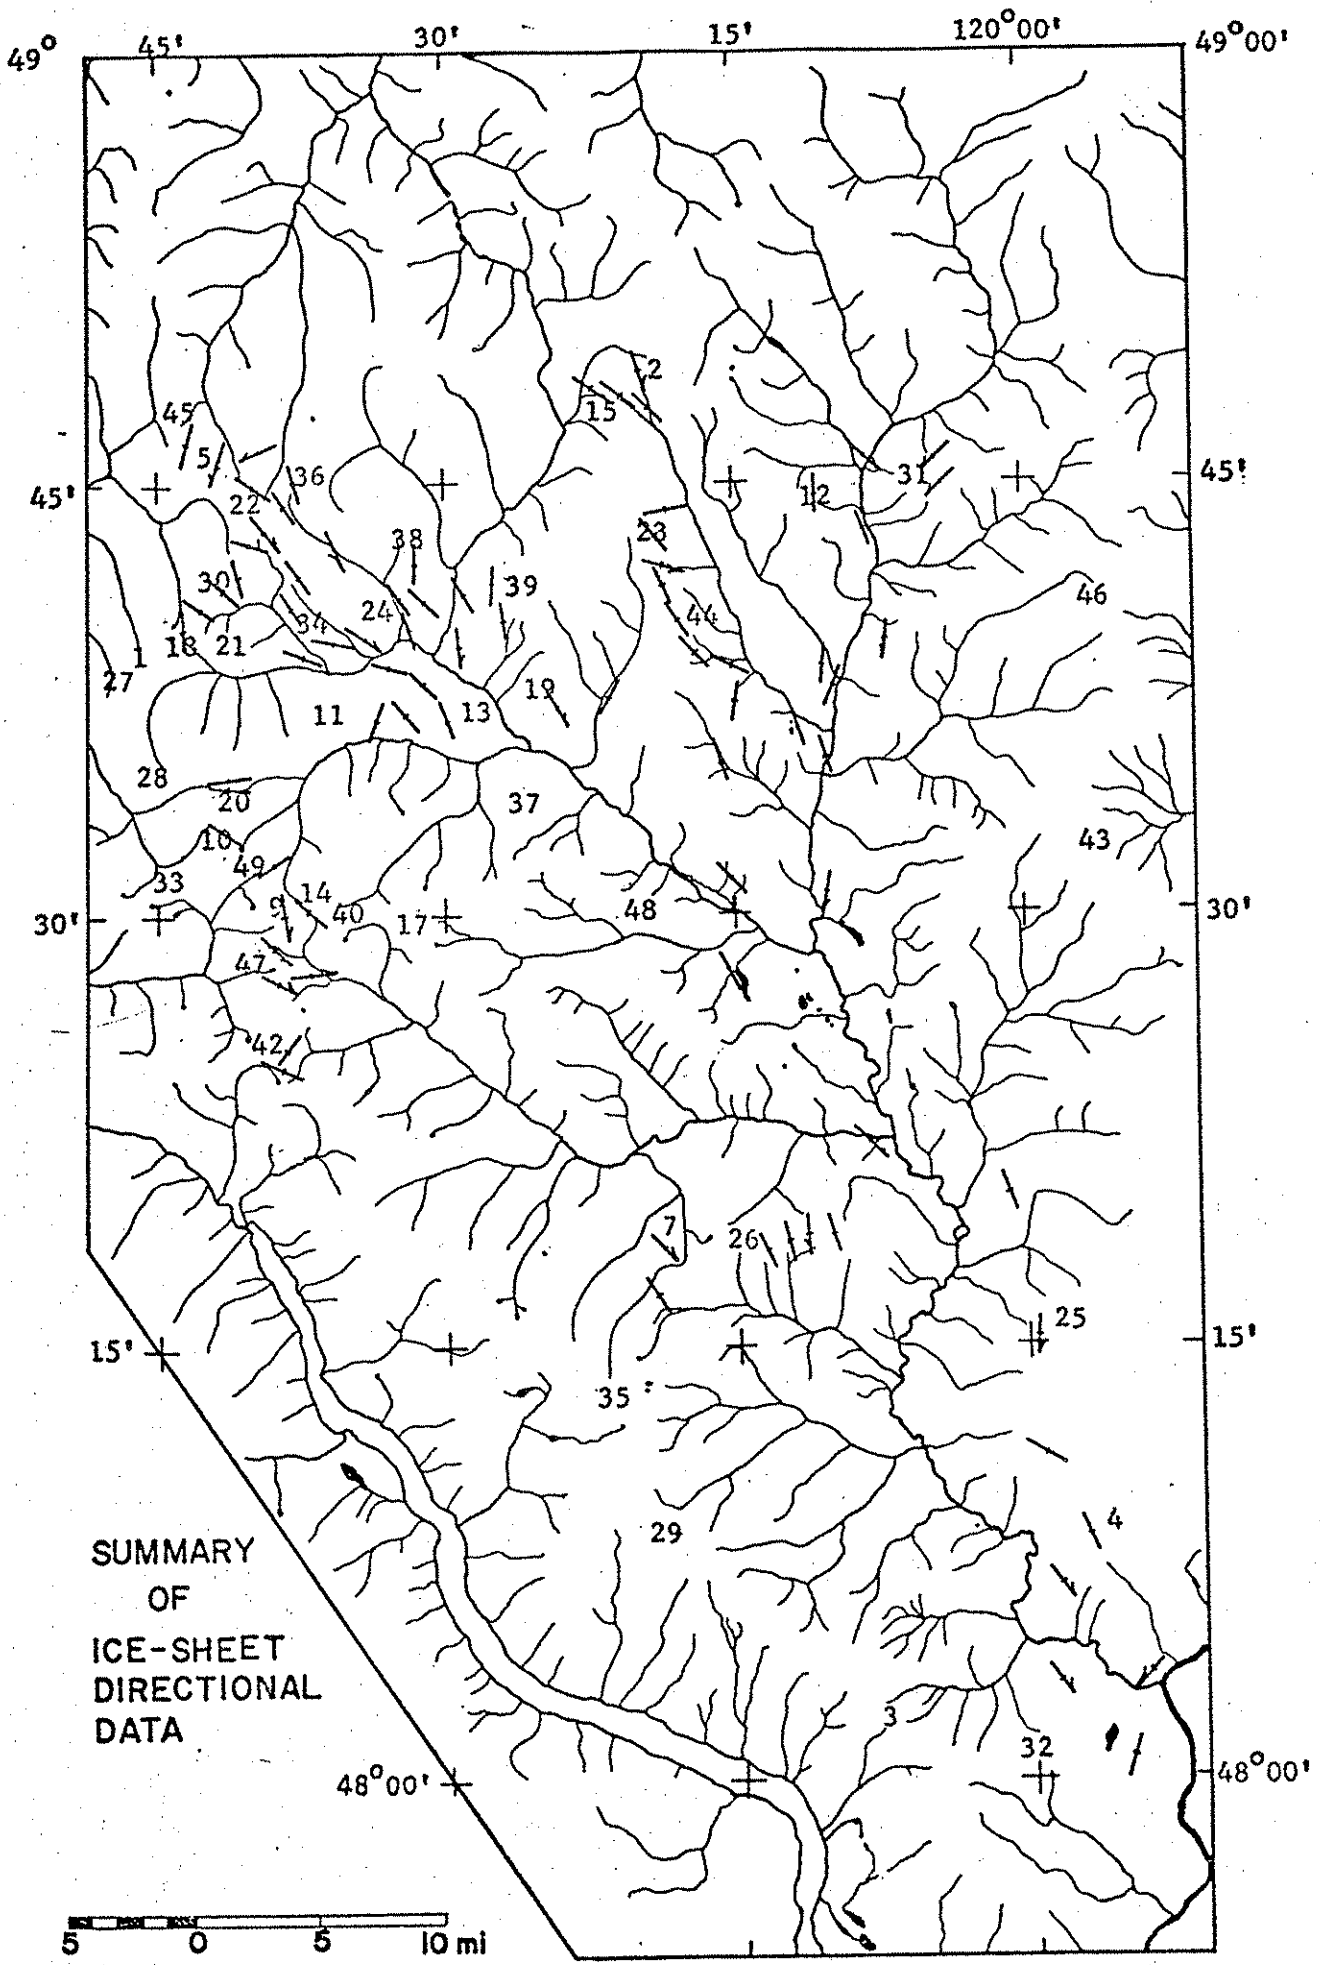 45' 30' 15' 120°00'
49° 49°00'
2
45 15
5 36 31 45'
45' 22 12
38 23
30 39 46
24 44
18 21 34
1
27 19
11 13
28
20 37
10 43
49
33 14
9 40 17 48 30'
30'
47
42
7 26
25
15' 15'
35
29 4
SUMMARY
OF
ICE-SHEET
DIRECTIONAL
DATA
3
32
48°00' 48°00'
5 0 5 10 mi